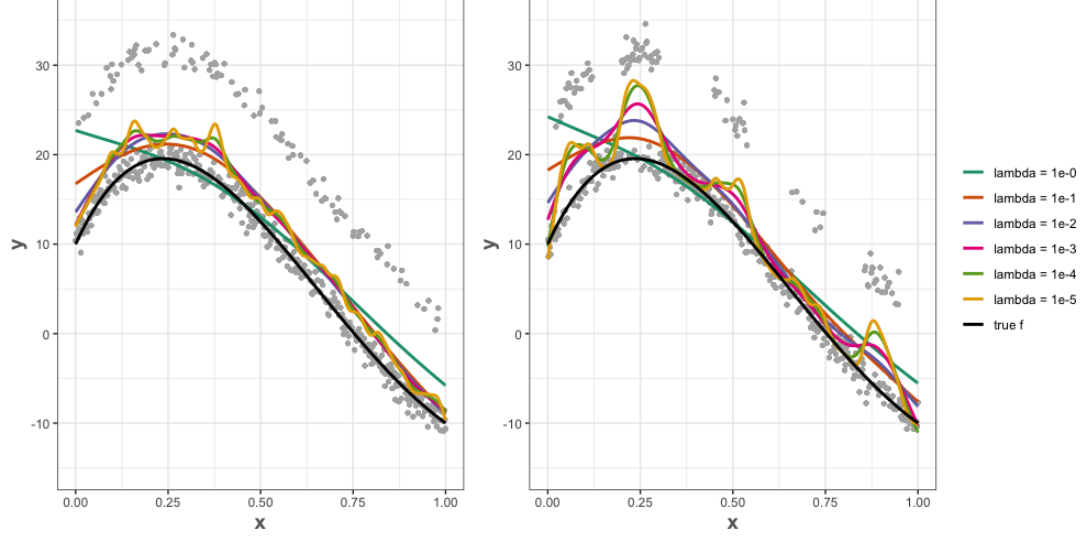 y
30
20
10
0
-10
0.00
0.25
0.50
0.75
1.00
x
y
30
20
10
0
-10
0.00
0.25
0.50
0.75
1.00
x
lambda = 1e-0
lambda = 1e-1
lambda = 1e-2
lambda = 1e-3
lambda = 1e-4
lambda = 1e-5
true f